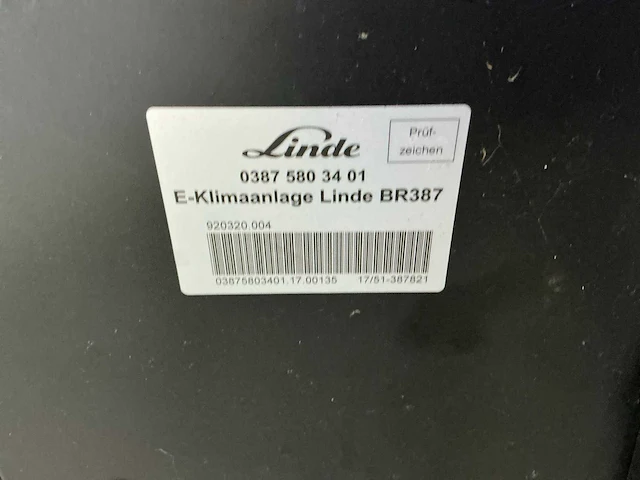 Linde
Prüf-
zeichen
0387 580 34 01
E-Klimaanlage Linde BR387
920320.004
03875803401.17.00135 17/51-387821